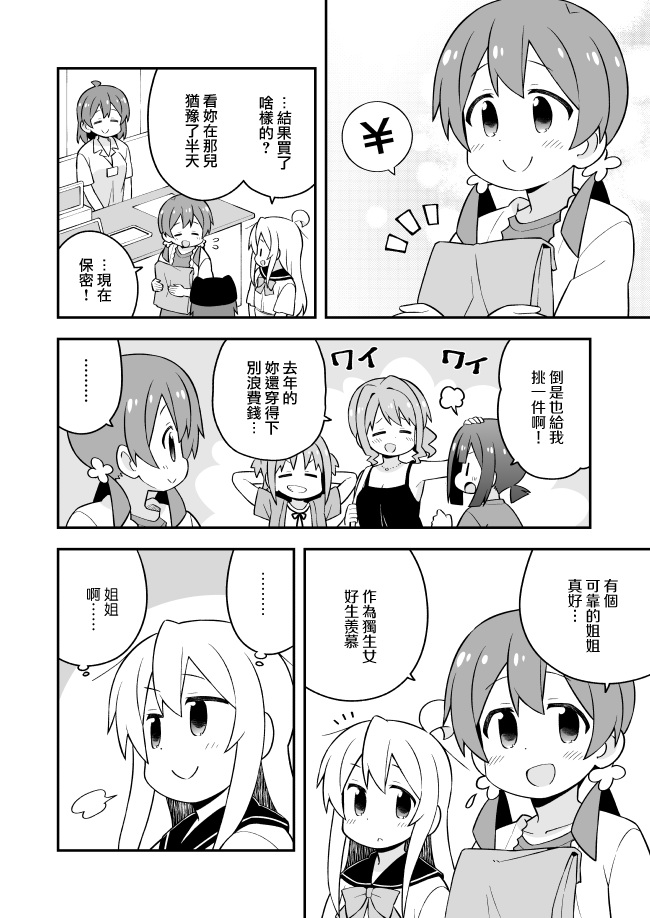 ¥
…結果買了
啥樣的？
看妳在那兒
猶豫了半天
…現在
保密！
倒是也給我
挑一件啊！
ワイ
ワイ
去年的
妳還穿得下
別浪費錢…
………
有個
可靠的姐姐
真好…
作為獨生女
好生羨慕
………
姐姐
啊……